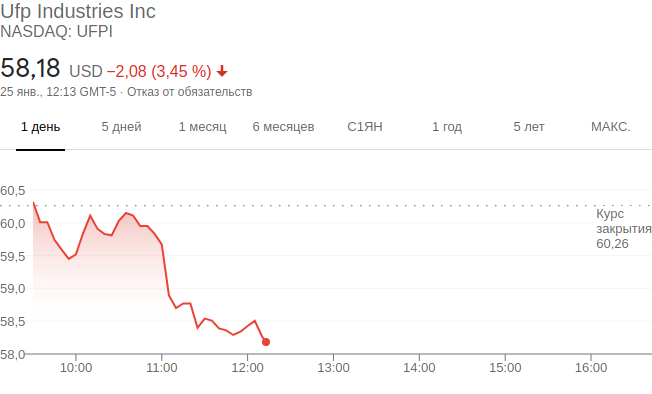 Ufp Industries Inc
NASDAQ: UFPI
58,18 USD −2,08 (3,45 %)
25 янв., 12:13 GMT-5 · Отказ от обязательств
1 день 5 дней 1 месяц 6 месяцев С1ЯН 1 год 5 лет МАКС.
60,5
Курс
закрытия
60,26
60,0
59,5
59,0
58,5
58,0
10:00 11:00 12:00 13:00 14:00 15:00 16:00